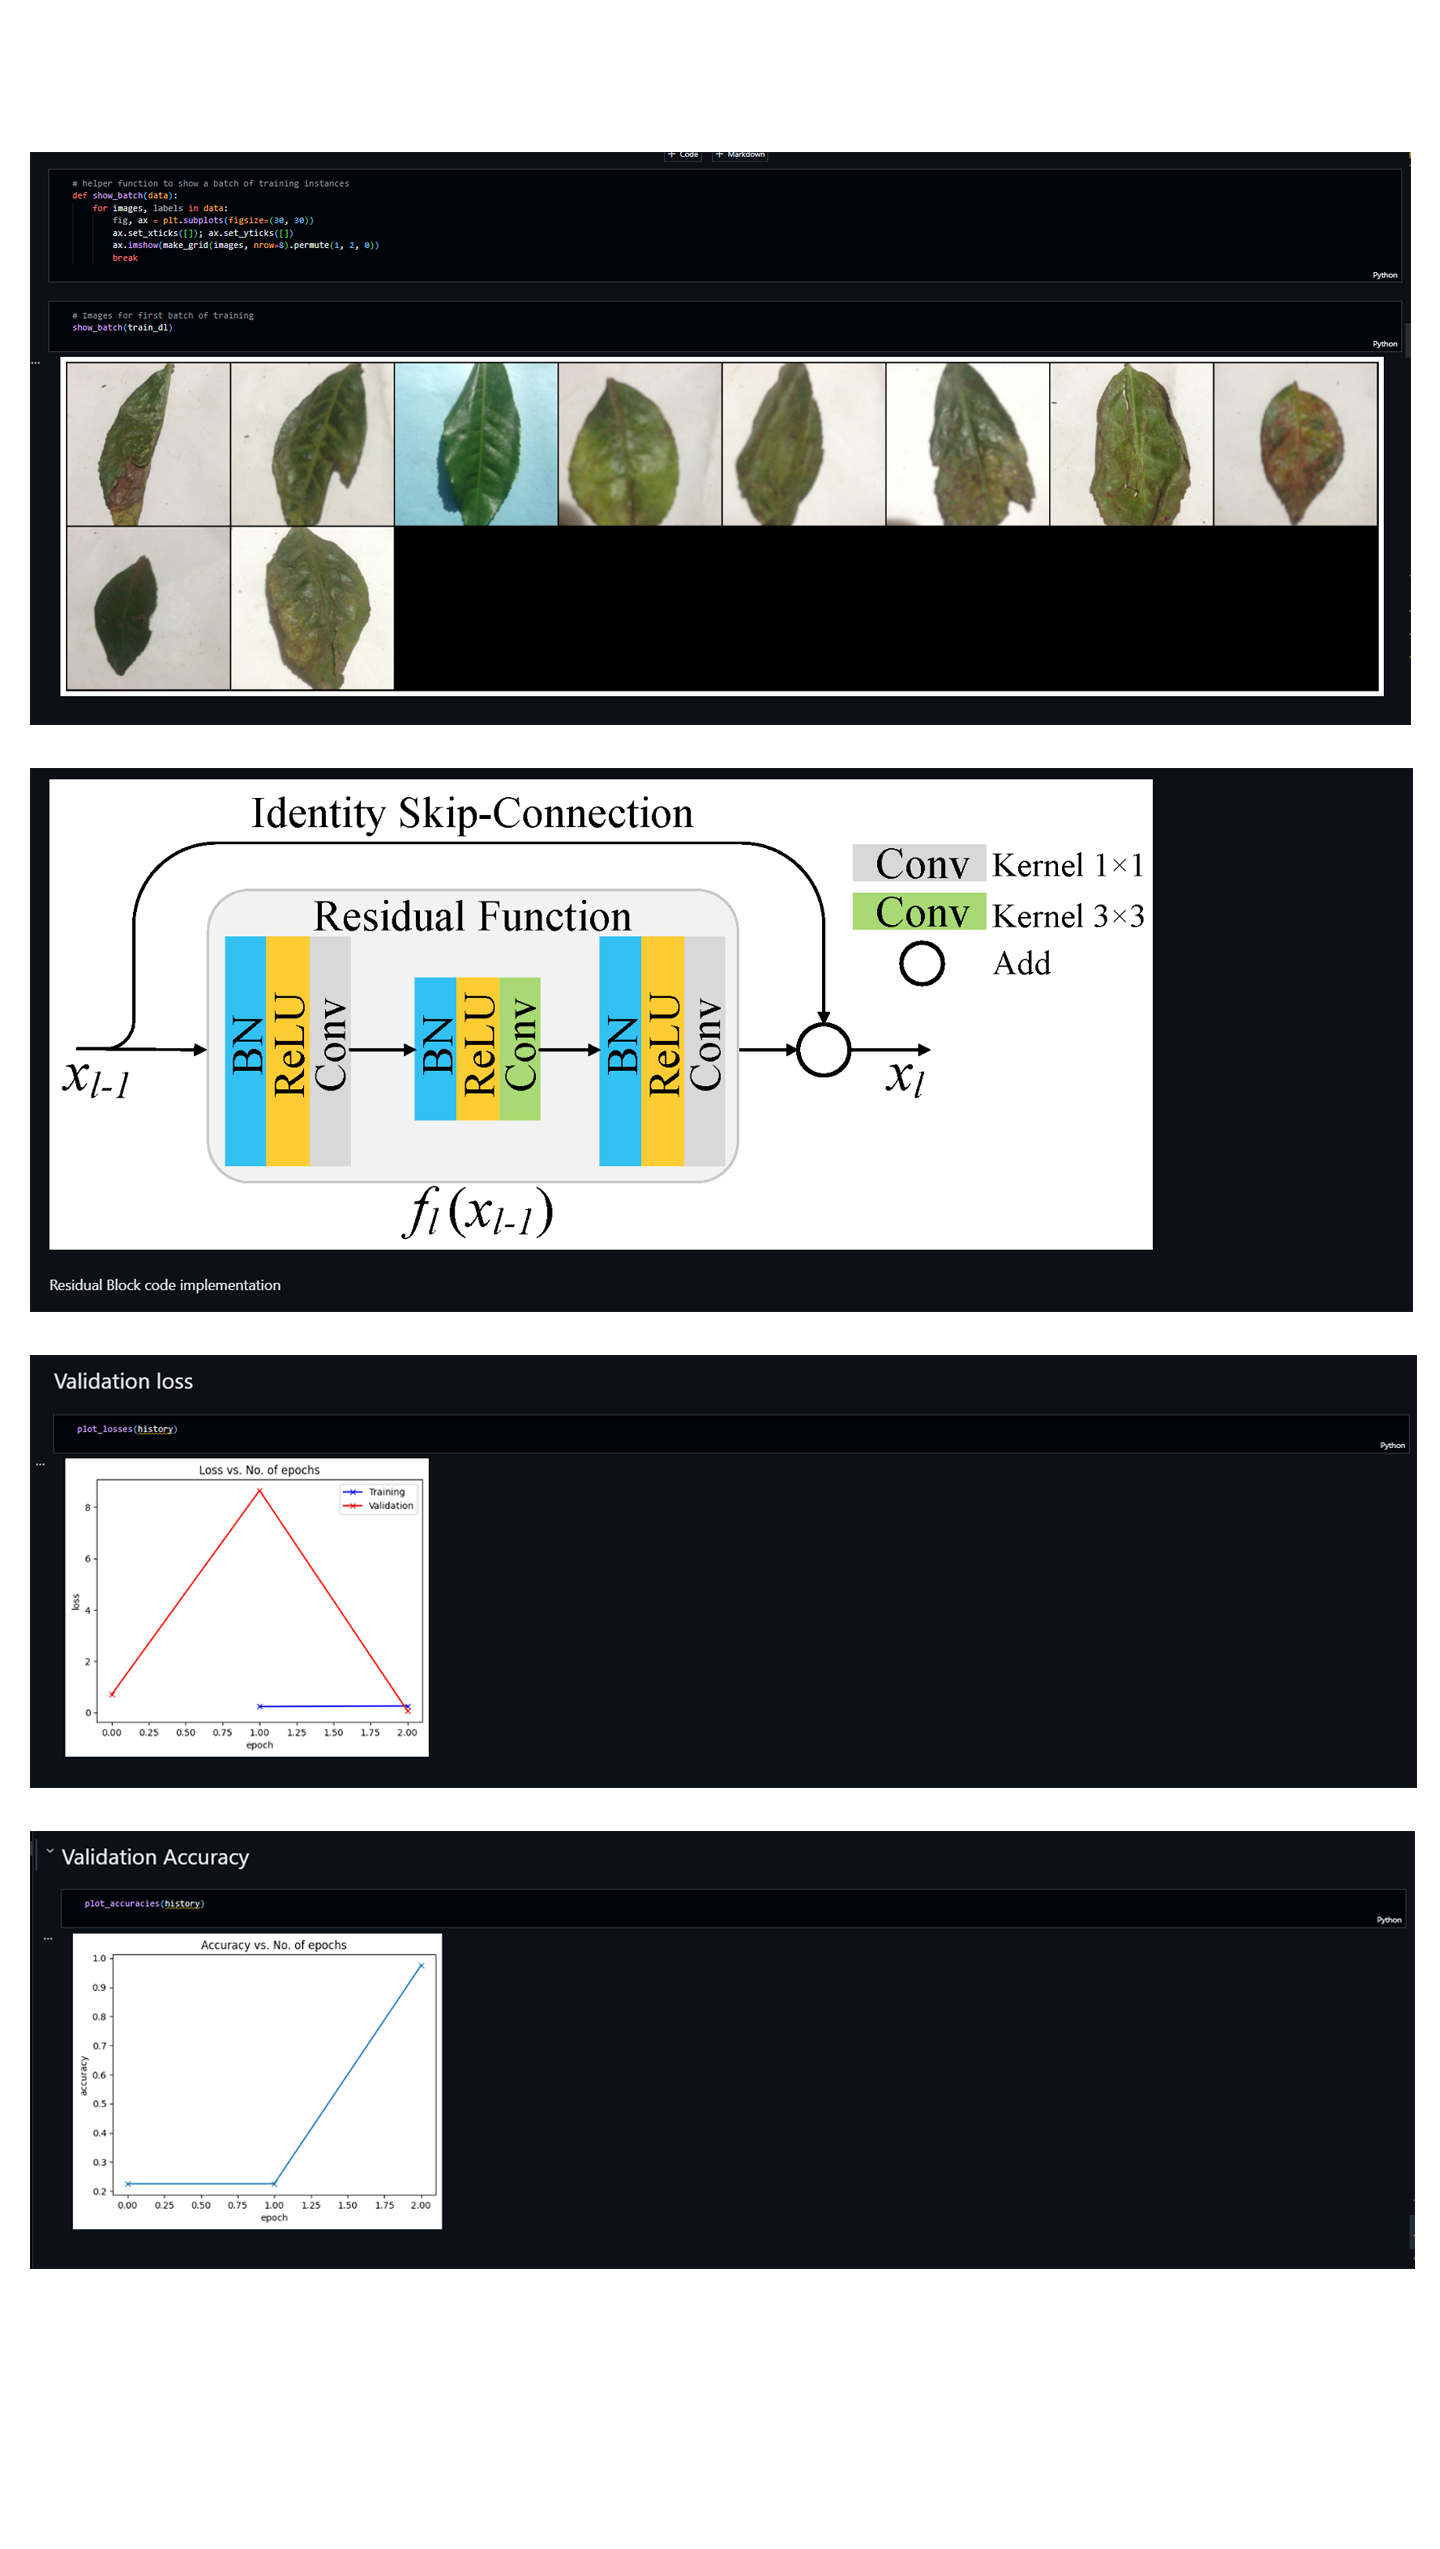 + Code + Markdown
# helper function to show a batch of training instances
def show_batch(data):
for images, labels in data:
fig, ax = plt.subplots(figsize=(30, 30))
ax.set_xticks([]); ax.set_yticks([])
ax.imshow(make_grid(images, nrow=8).permute(1, 2, 0))
break
Python
# Images for first batch of training
show_batch(train_dl)
Python
...
Identity Skip-Connection
Conv Kernel 1×1
Conv Kernel 3×3
Add
Residual Function
BN ReLU Conv BN ReLU Conv BN ReLU Conv
xl-1
xl
fl(xl-1)
Residual Block code implementation
Validation loss
plot_losses(history)
Python
...
Loss vs. No. of epochs
Training
Validation
8
6
4
2
0
loss
0.00 0.25 0.50 0.75 1.00 1.25 1.50 1.75 2.00
epoch
Validation Accuracy
plot_accuracies(history)
Python
...
Accuracy vs. No. of epochs
1.0
0.9
0.8
0.7
0.6
0.5
0.4
0.3
0.2
accuracy
0.00 0.25 0.50 0.75 1.00 1.25 1.50 1.75 2.00
epoch